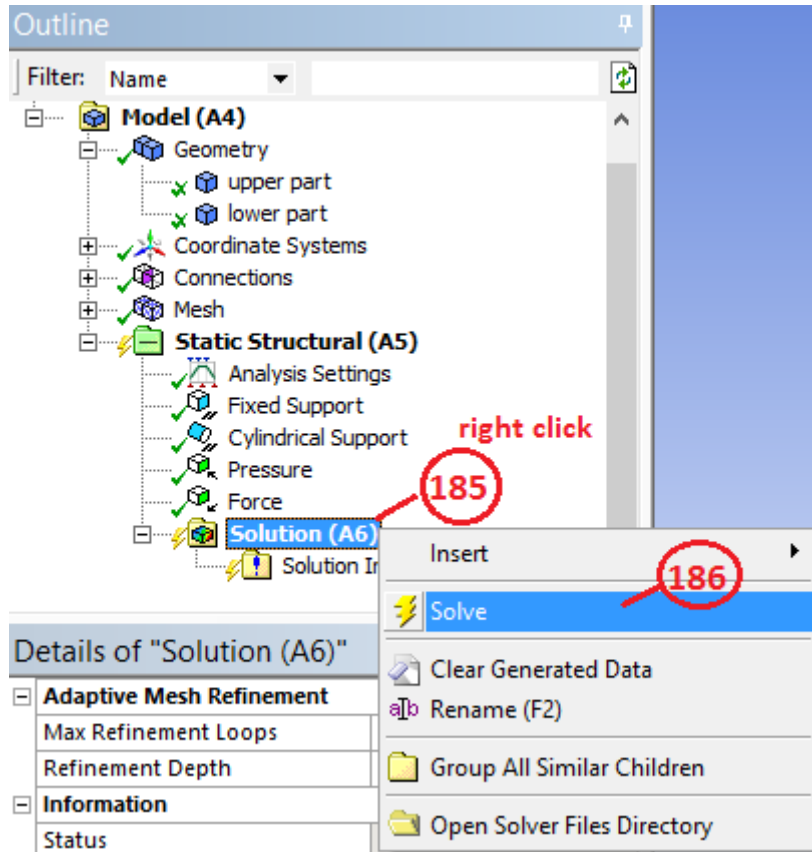 Outline
Filter: Name
Model (A4)
Geometry
upper part
lower part
Coordinate Systems
Connections
Mesh
Static Structural (A5)
Analysis Settings
Fixed Support
Cylindrical Support
right click
Pressure
185
Force
Solution (A6)
Insert
Solution In
186
Solve
Details of "Solution (A6)"
Clear Generated Data
Adaptive Mesh Refinement
Rename (F2)
Max Refinement Loops
Refinement Depth
Group All Similar Children
Information
Open Solver Files Directory
Status